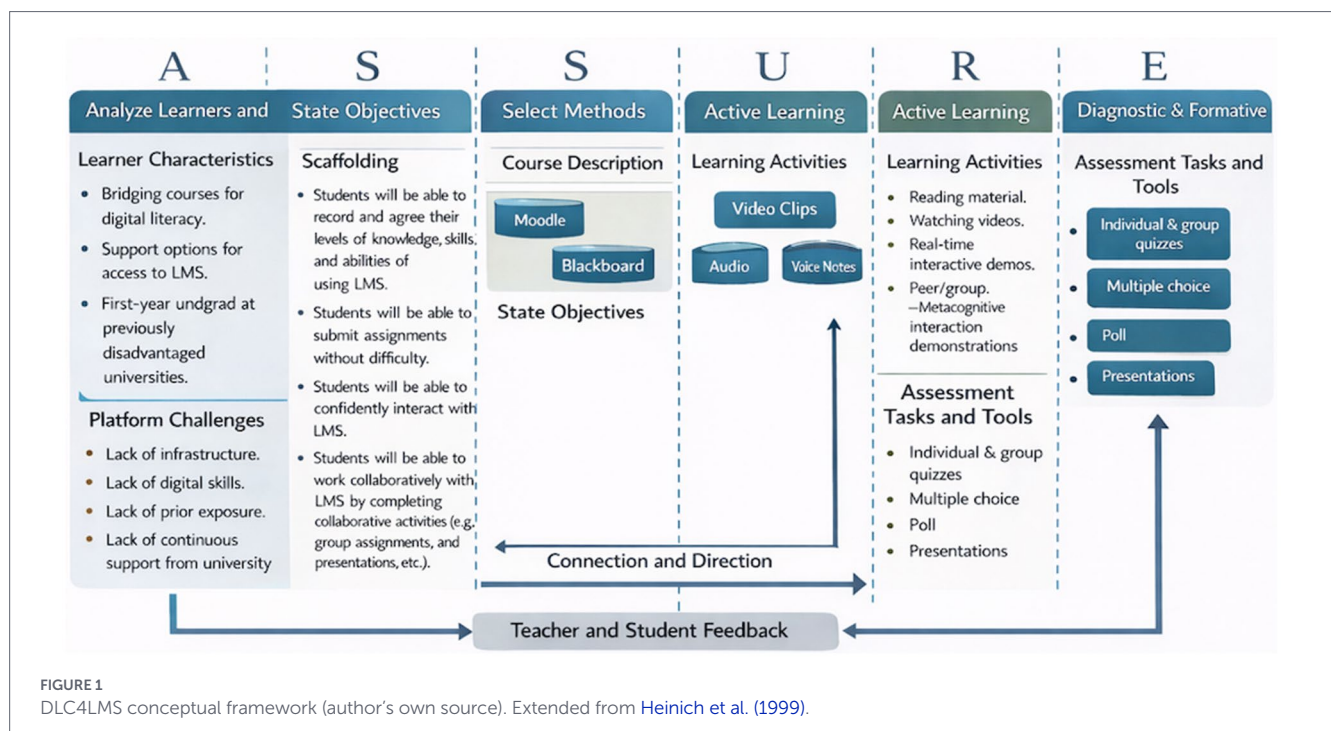 A S S U R E
Analyze Learners and State Objectives
Select Methods
Active Learning
Active Learning
Diagnostic & Formative
Learner Characteristics
• Bridging courses for
digital literacy.
• Support options for
access to LMS.
• First-year undgrad at
previously
disadvantaged
universities.
Platform Challenges
• Lack of infrastructure.
• Lack of digital skills.
• Lack of prior exposure.
• Lack of continuous
support from university
Scaffolding
• Students will be able to
record and agree their
levels of knowledge, skills,
and abilities of
using LMS.
• Students will be able to
submit assignments
without difficulty.
• Students will be able to
confidently interact with
LMS.
• Students will be able to
work collaboratively with
LMS by completing
collaborative activities (e.g.
group assignments, and
presentations, etc.).
Course Description
Moodle
Blackboard
State Objectives
Learning Activities
Video Clips
Audio
Voice Notes
Learning Activities
• Reading material.
• Watching videos.
• Real-time
interactive demos.
• Peer/group.
—Metacognitive
interaction
demonstrations
Assessment
Tasks and Tools
• Individual & group
quizzes
• Multiple choice
• Poll
• Presentations
Assessment Tasks and
Tools
• Individual & group
quizzes
• Multiple choice
• Poll
• Presentations
Connection and Direction
Teacher and Student Feedback
FIGURE 1
DLC4LMS conceptual framework (author's own source). Extended from Heinich et al. (1999).